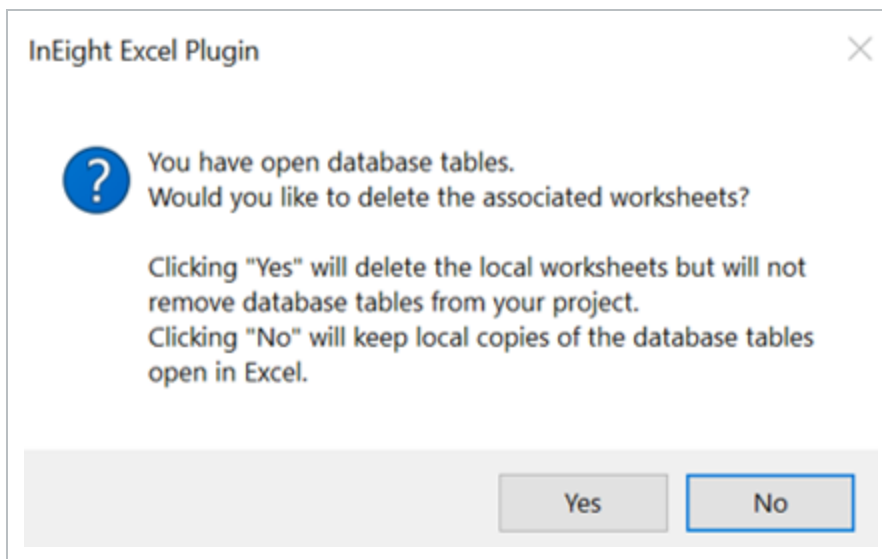 InEight Excel Plugin
You have open database tables.
Would you like to delete the associated worksheets?
Clicking "Yes" will delete the local worksheets but will not
remove database tables from your project.
Clicking "No" will keep local copies of the database tables
open in Excel.
Yes
No